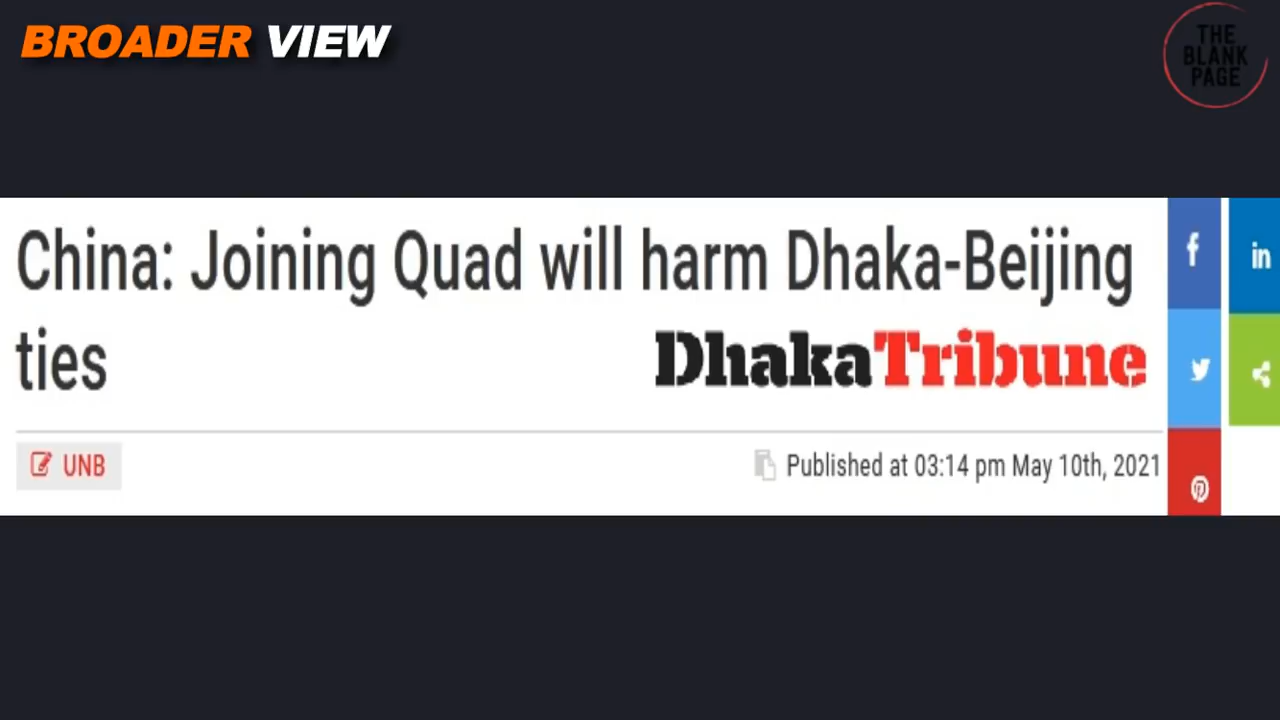 BROADER VIEW
THE
BLANK
PAGE
China: Joining Quad will harm Dhaka-Beijing
ties
DhakaTribune
UNB
Published at 03:14 pm May 10th, 2021